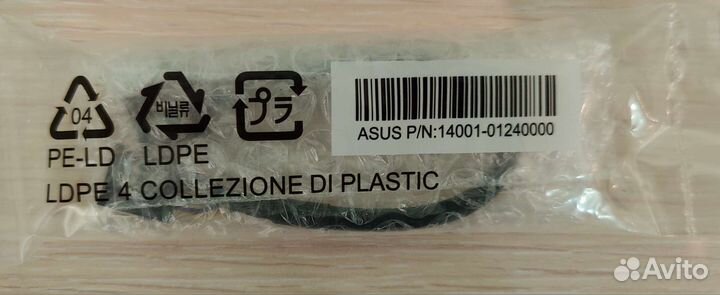 04
비닐류
プラ
ASUS P/N:14001-01240000
PE-LD LDPE
LDPE 4 COLLEZIONE DI PLASTIC
Avito